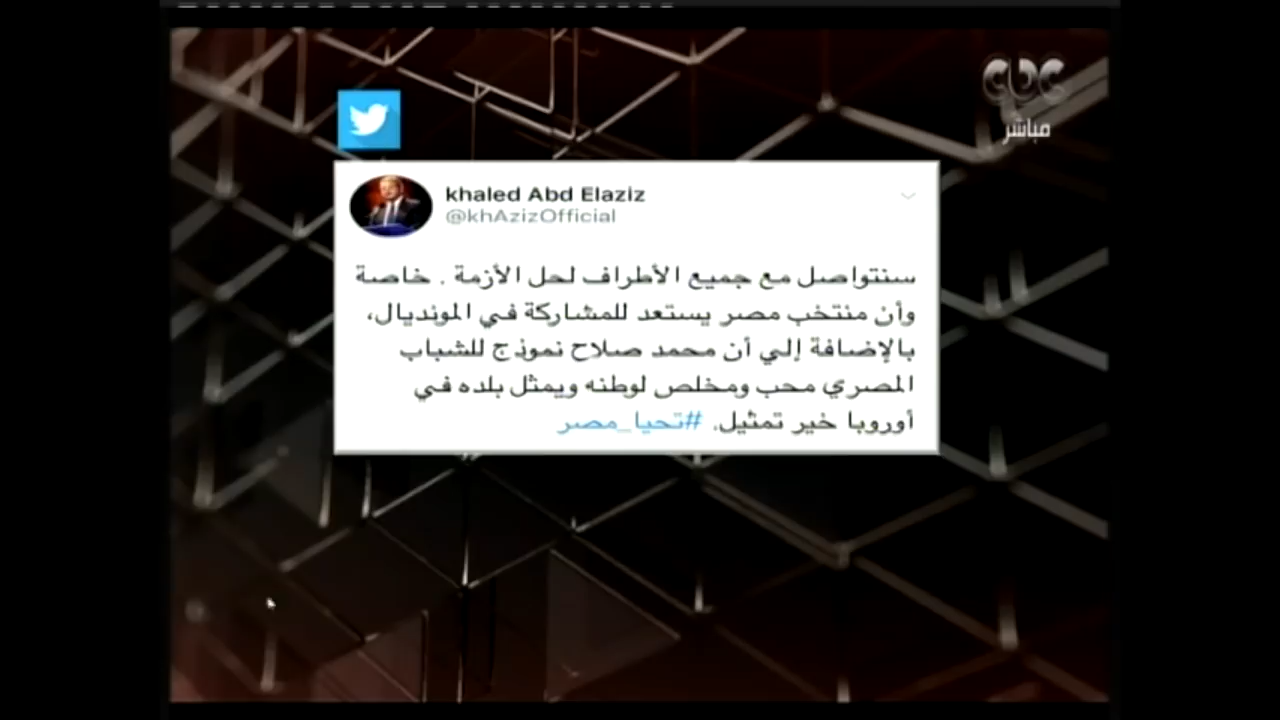 CBC
مباشر
khaled Abd Elaziz
@khAzizOfficial
سنتواصل مع جميع الأطراف لحل الأزمة . خاصة
وأن منتخب مصر يستعد للمشاركة في المونديال،
بالإضافة إلي أن محمد صلاح نموذج للشباب
المصري محب ومخلص لوطنه ويمثل بلده في
أوروبا خير تمثيل. #تحيا_مصر